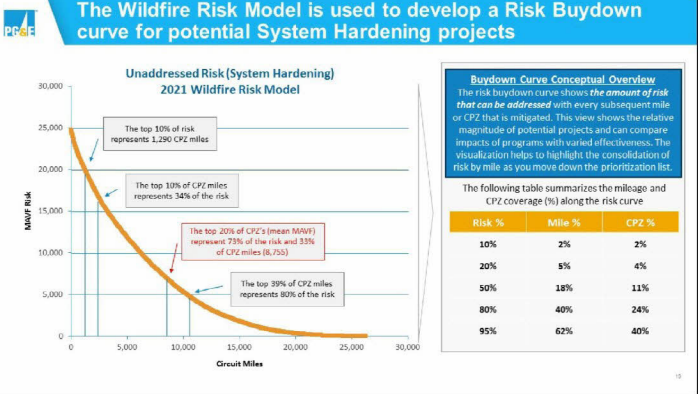 PG&E
The Wildfire Risk Model is used to develop a Risk Buydown
curve for potential System Hardening projects
Unaddressed Risk (System Hardening)
2021 Wildfire Risk Model
30,000
25,000
20,000
15,000
10,000
5,000
0
MAVF Risk
The top 10% of risk
represents 1,290 CPZ miles
The top 10% of CPZ miles
represents 34% of the risk
The top 20% of CPZ's (mean MAVF)
represent 73% of the risk and 33%
of CPZ miles (8,755)
The top 39% of CPZ miles
represents 80% of the risk
0 5,000 10,000 15,000 20,000 25,000 30,000
Circuit Miles
Buydown Curve Conceptual Overview
The risk buydown curve shows the amount of risk
that can be addressed with every subsequent mile
or CPZ that is mitigated. This view shows the relative
magnitude of potential projects and can compare
impacts of programs with varied effectiveness. The
visualization helps to highlight the consolidation of
risk by mile as you move down the prioritization list.
The following table summarizes the mileage and
CPZ coverage (%) along the risk curve
Risk % Mile % CPZ %
10% 2% 2%
20% 5% 4%
50% 18% 11%
80% 40% 24%
95% 62% 40%